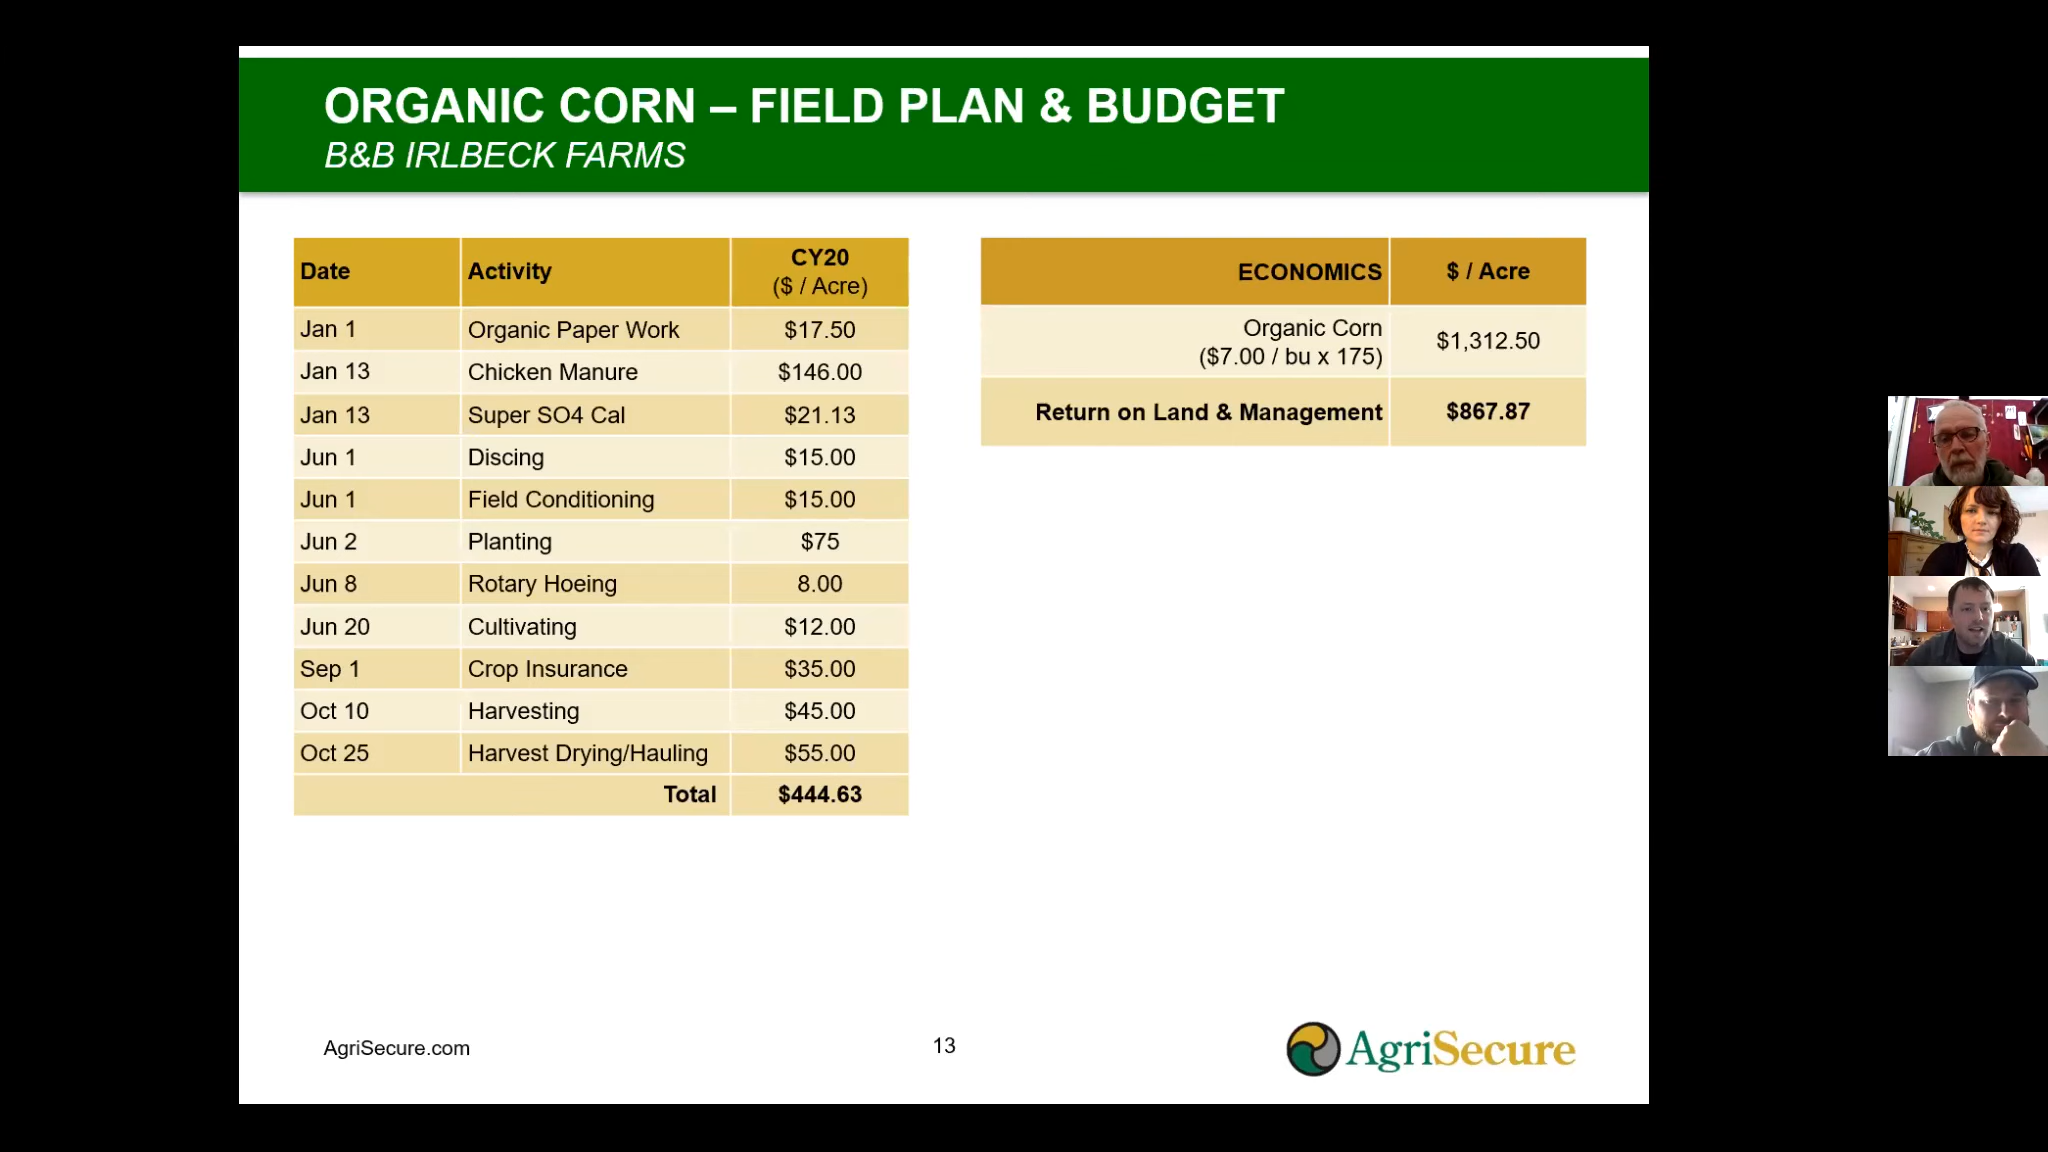 ORGANIC CORN – FIELD PLAN & BUDGET
B&B IRLBECK FARMS
Date Activity CY20
($ / Acre)
Jan 1 Organic Paper Work $17.50
Jan 13 Chicken Manure $146.00
Jan 13 Super SO4 Cal $21.13
Jun 1 Discing $15.00
Jun 1 Field Conditioning $15.00
Jun 2 Planting $75
Jun 8 Rotary Hoeing 8.00
Jun 20 Cultivating $12.00
Sep 1 Crop Insurance $35.00
Oct 10 Harvesting $45.00
Oct 25 Harvest Drying/Hauling $55.00
Total $444.63
ECONOMICS $ / Acre
Organic Corn
($7.00 / bu x 175) $1,312.50
Return on Land & Management $867.87
AgriSecure.com
13
AgriSecure